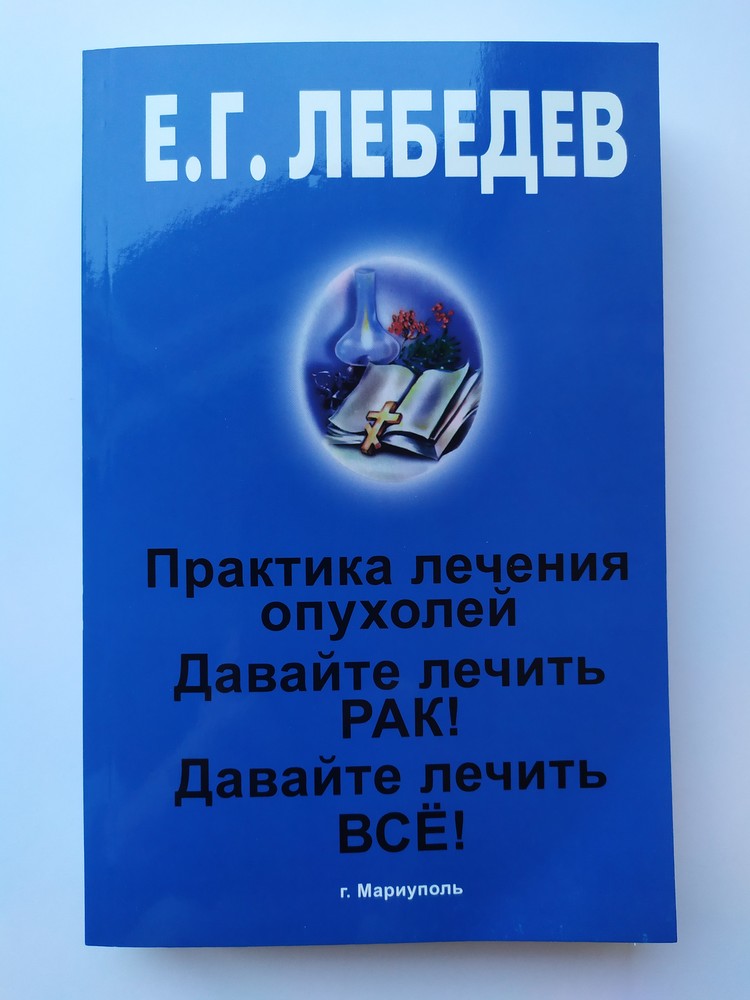 Е.Г. ЛЕБЕДЕВ
Практика лечения
опухолей
Давайте лечить
РАК!
Давайте лечить
ВСЁ!
г. Мариуполь